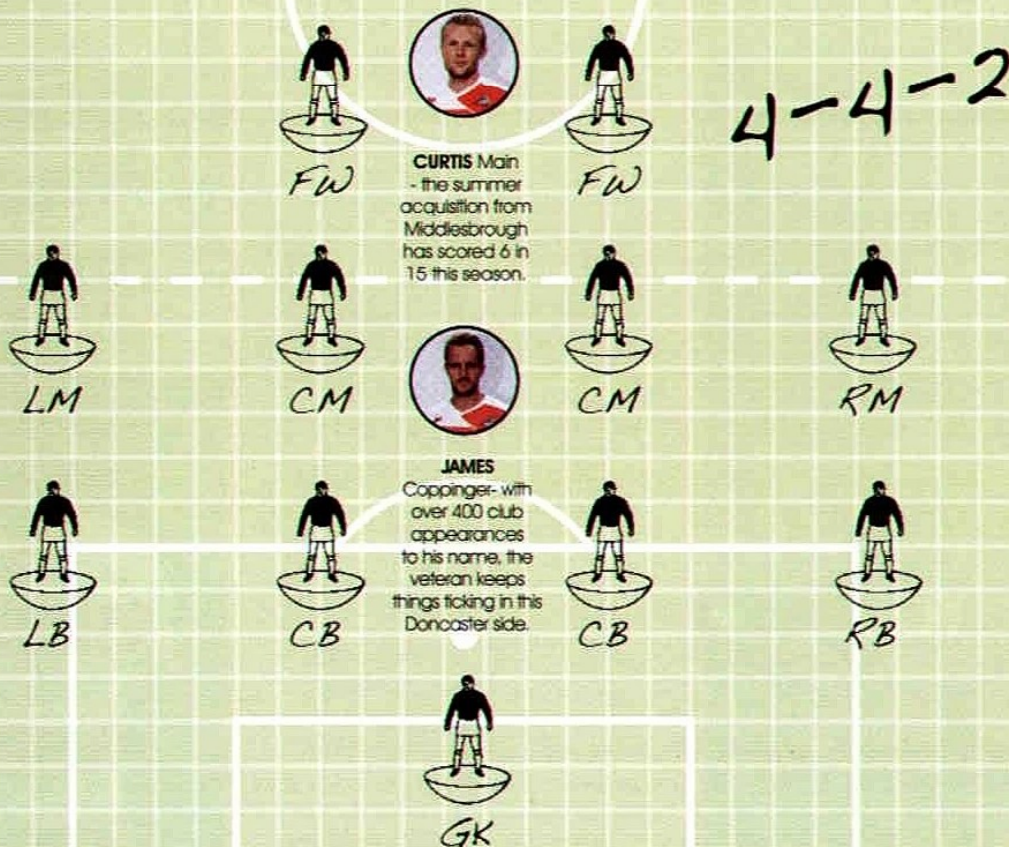 4-4-2
FW
CURTIS Main
- the summer
acquisition from
Middlesbrough
has scored 6 in
15 this season.
FW
LM
CM
CM
RM
JAMES
Coppinger- with
over 400 club
appearances
to his name, the
veteran keeps
things ticking in this
Doncaster side.
LB
CB
CB
RB
GK